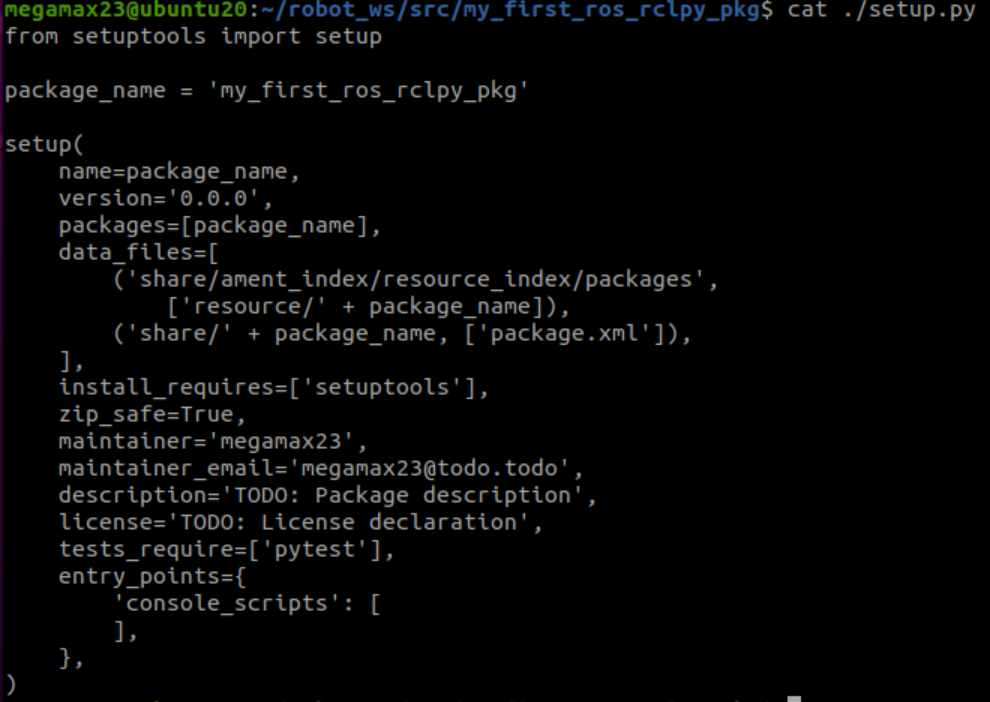 megamax23@ubuntu20:~/robot_ws/src/my_first_ros_rclpy_pkg$ cat ./setup.py
from setuptools import setup

package_name = 'my_first_ros_rclpy_pkg'

setup(
    name=package_name,
    version='0.0.0',
    packages=[package_name],
    data_files=[
        ('share/ament_index/resource_index/packages',
            ['resource/' + package_name]),
        ('share/' + package_name, ['package.xml']),
    ],
    install_requires=['setuptools'],
    zip_safe=True,
    maintainer='megamax23',
    maintainer_email='megamax23@todo.todo',
    description='TODO: Package description',
    license='TODO: License declaration',
    tests_require=['pytest'],
    entry_points={
        'console_scripts': [
        ],
    },
)